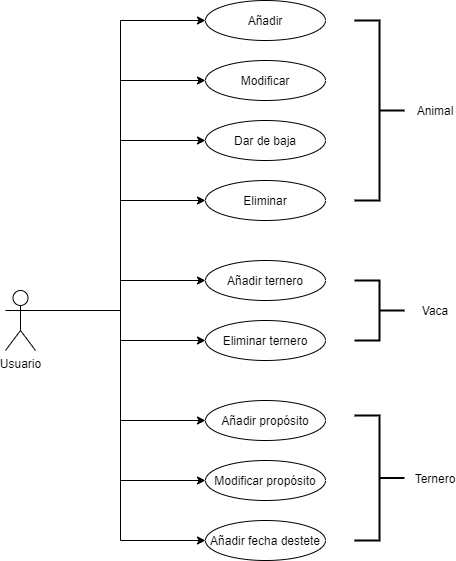 Añadir
Modificar
Animal
Dar de baja
Eliminar
Añadir ternero
Vaca
Eliminar ternero
Usuario
Añadir propósito
Modificar propósito
Ternero
Añadir fecha destete